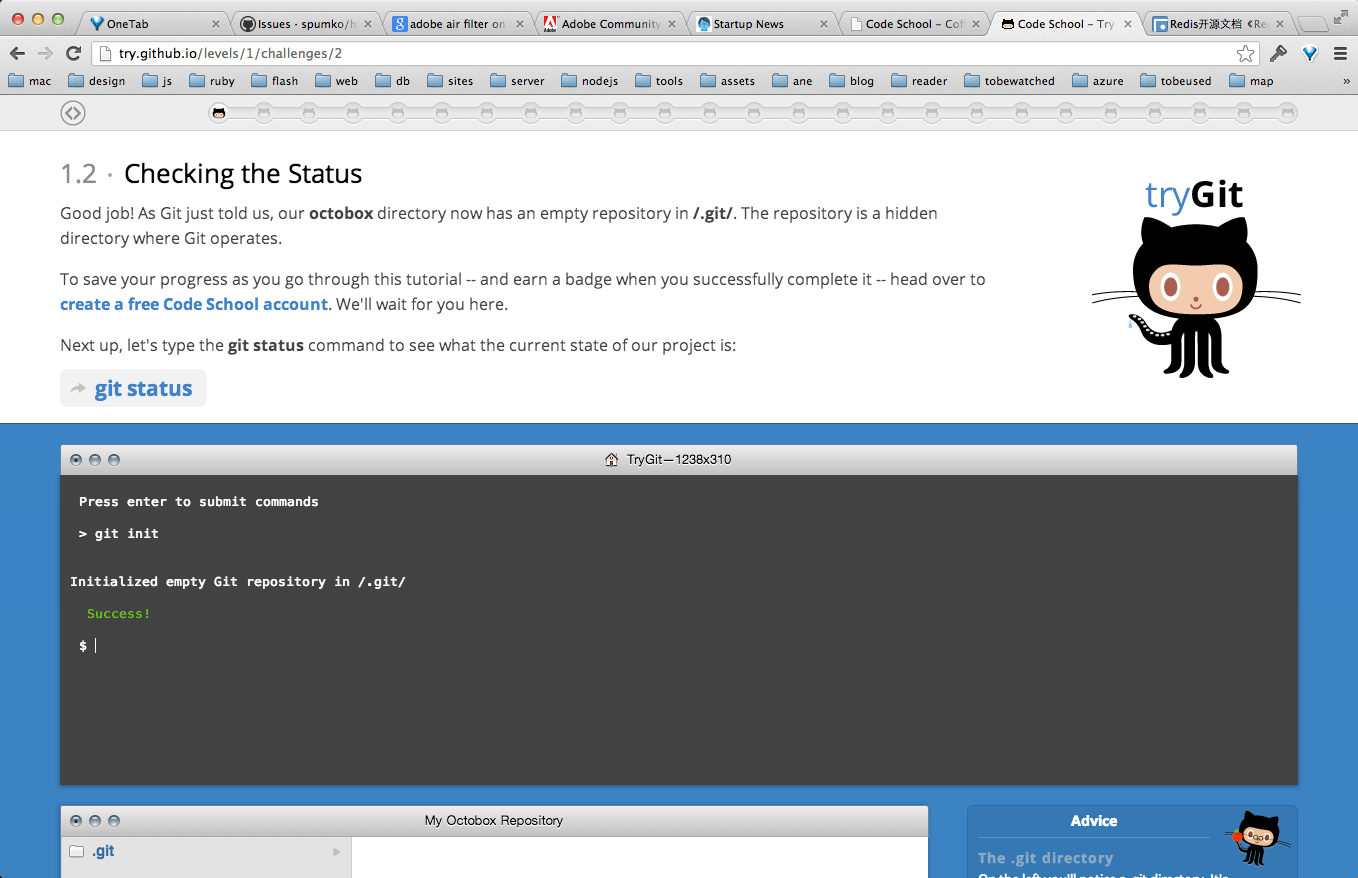 OneTab
Issues · spumko/h
adobe air filter on
Adobe Community
Startup News
Code School - Cof
Code School - Try
Redis开源文档《Re
try.github.io/levels/1/challenges/2
mac
design
js
ruby
flash
web
db
sites
server
nodejs
tools
assets
ane
blog
reader
tobewatched
azure
tobeused
map
»
1.2 · Checking the Status
Good job! As Git just told us, our octobox directory now has an empty repository in /.git/. The repository is a hidden
directory where Git operates.
To save your progress as you go through this tutorial -- and earn a badge when you successfully complete it -- head over to
create a free Code School account. We'll wait for you here.
Next up, let's type the git status command to see what the current state of our project is:
git status
tryGit
TryGit—1238x310
Press enter to submit commands
> git init
Initialized empty Git repository in /.git/
Success!
$
My Octobox Repository
.git
Advice
The .git directory
On the left you'll notice a .git directory. It's